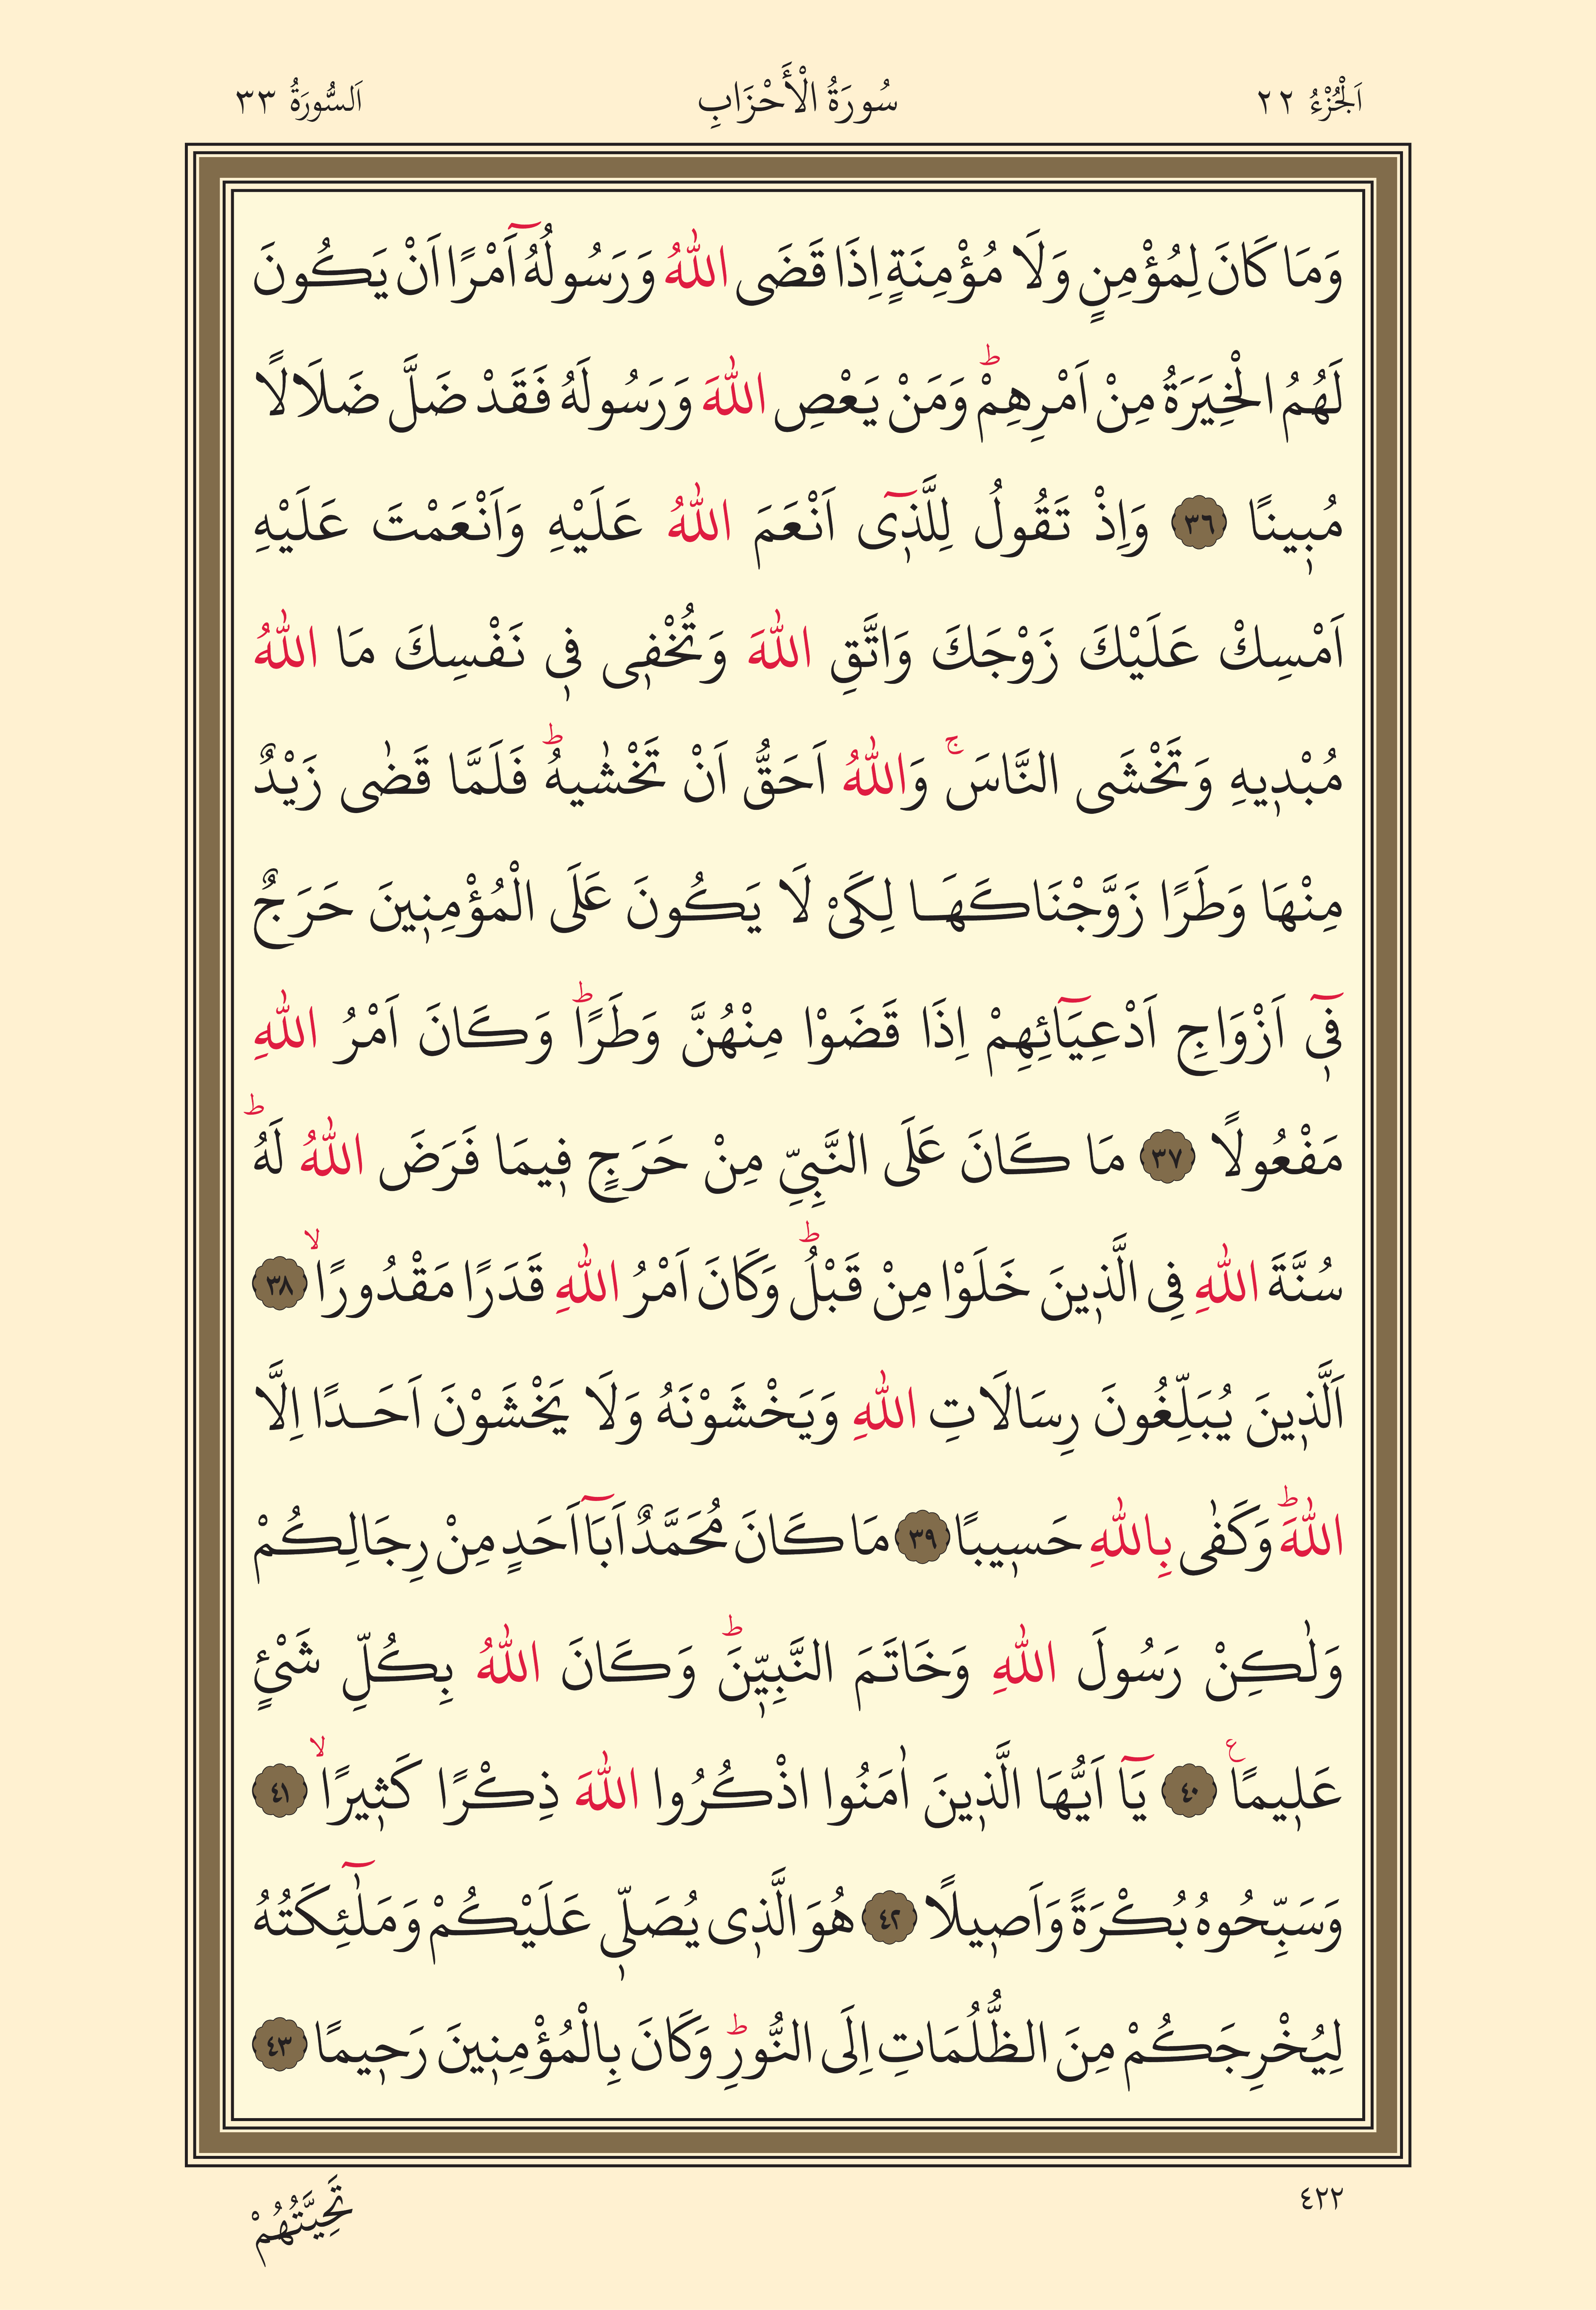 اَلْجُزْءُ ٢٢ سُورَةُ الْأَحْزَابِ اَلسُّورَةُ ٣٣
وَمَا كَانَ لِمُؤْمِنٍ وَلَا مُؤْمِنَةٍ اِذَا قَضَى اللّٰهُ وَرَسُولُهُٓ اَمْرًا اَنْ يَكُونَ
لَهُمُ الْخِيَرَةُ مِنْ اَمْرِهِمْؕ وَمَنْ يَعْصِ اللّٰهَ وَرَسُولَهُ فَقَدْ ضَلَّ ضَلَالًا
مُبٖينًا ٣٦ وَاِذْ تَقُولُ لِلَّذٖٓى اَنْعَمَ اللّٰهُ عَلَيْهِ وَاَنْعَمْتَ عَلَيْهِ
اَمْسِكْ عَلَيْكَ زَوْجَكَ وَاتَّقِ اللّٰهَ وَتُخْفٖى فٖى نَفْسِكَ مَا اللّٰهُ
مُبْدٖيهِ وَتَخْشَى النَّاسَۚ وَاللّٰهُ اَحَقُّ اَنْ تَخْشٰيهُؕ فَلَمَّا قَضٰى زَيْدٌ
مِنْهَا وَطَرًا زَوَّجْنَاكَهَا لِكَىْ لَا يَكُونَ عَلَى الْمُؤْمِنٖينَ حَرَجٌ
فٖٓى اَزْوَاجِ اَدْعِيَٓائِهِمْ اِذَا قَضَوْا مِنْهُنَّ وَطَرًاؕ وَكَانَ اَمْرُ اللّٰهِ
مَفْعُولًا ٣٧ مَا كَانَ عَلَى النَّبِىِّ مِنْ حَرَجٍ فٖيمَا فَرَضَ اللّٰهُ لَهُؕ
سُنَّةَ اللّٰهِ فِى الَّذٖينَ خَلَوْا مِنْ قَبْلُؕ وَكَانَ اَمْرُ اللّٰهِ قَدَرًا مَقْدُورًاۙ ٣٨
اَلَّذٖينَ يُبَلِّغُونَ رِسَالَاتِ اللّٰهِ وَيَخْشَوْنَهُ وَلَا يَخْشَوْنَ اَحَدًا اِلَّا
اللّٰهَؕ وَكَفٰى بِاللّٰهِ حَسٖيبًا ٣٩ مَا كَانَ مُحَمَّدٌ اَبَٓا اَحَدٍ مِنْ رِجَالِكُمْ
وَلٰكِنْ رَسُولَ اللّٰهِ وَخَاتَمَ النَّبِيّٖنَؕ وَكَانَ اللّٰهُ بِكُلِّ شَىْئٍ
عَلٖيمًاࣖ ٤٠ يَٓا اَيُّهَا الَّذٖينَ اٰمَنُوا اذْكُرُوا اللّٰهَ ذِكْرًا كَثٖيرًاۙ ٤١
وَسَبِّحُوهُ بُكْرَةً وَاَصٖيلًا ٤٢ هُوَ الَّذٖى يُصَلّٖى عَلَيْكُمْ وَمَلٰٓئِكَتُهُ
لِيُخْرِجَكُمْ مِنَ الظُّلُمَاتِ اِلَى النُّورِؕ وَكَانَ بِالْمُؤْمِنٖينَ رَحٖيمًا ٤٣
٤٢٢ تَحِيَّتُهُمْ